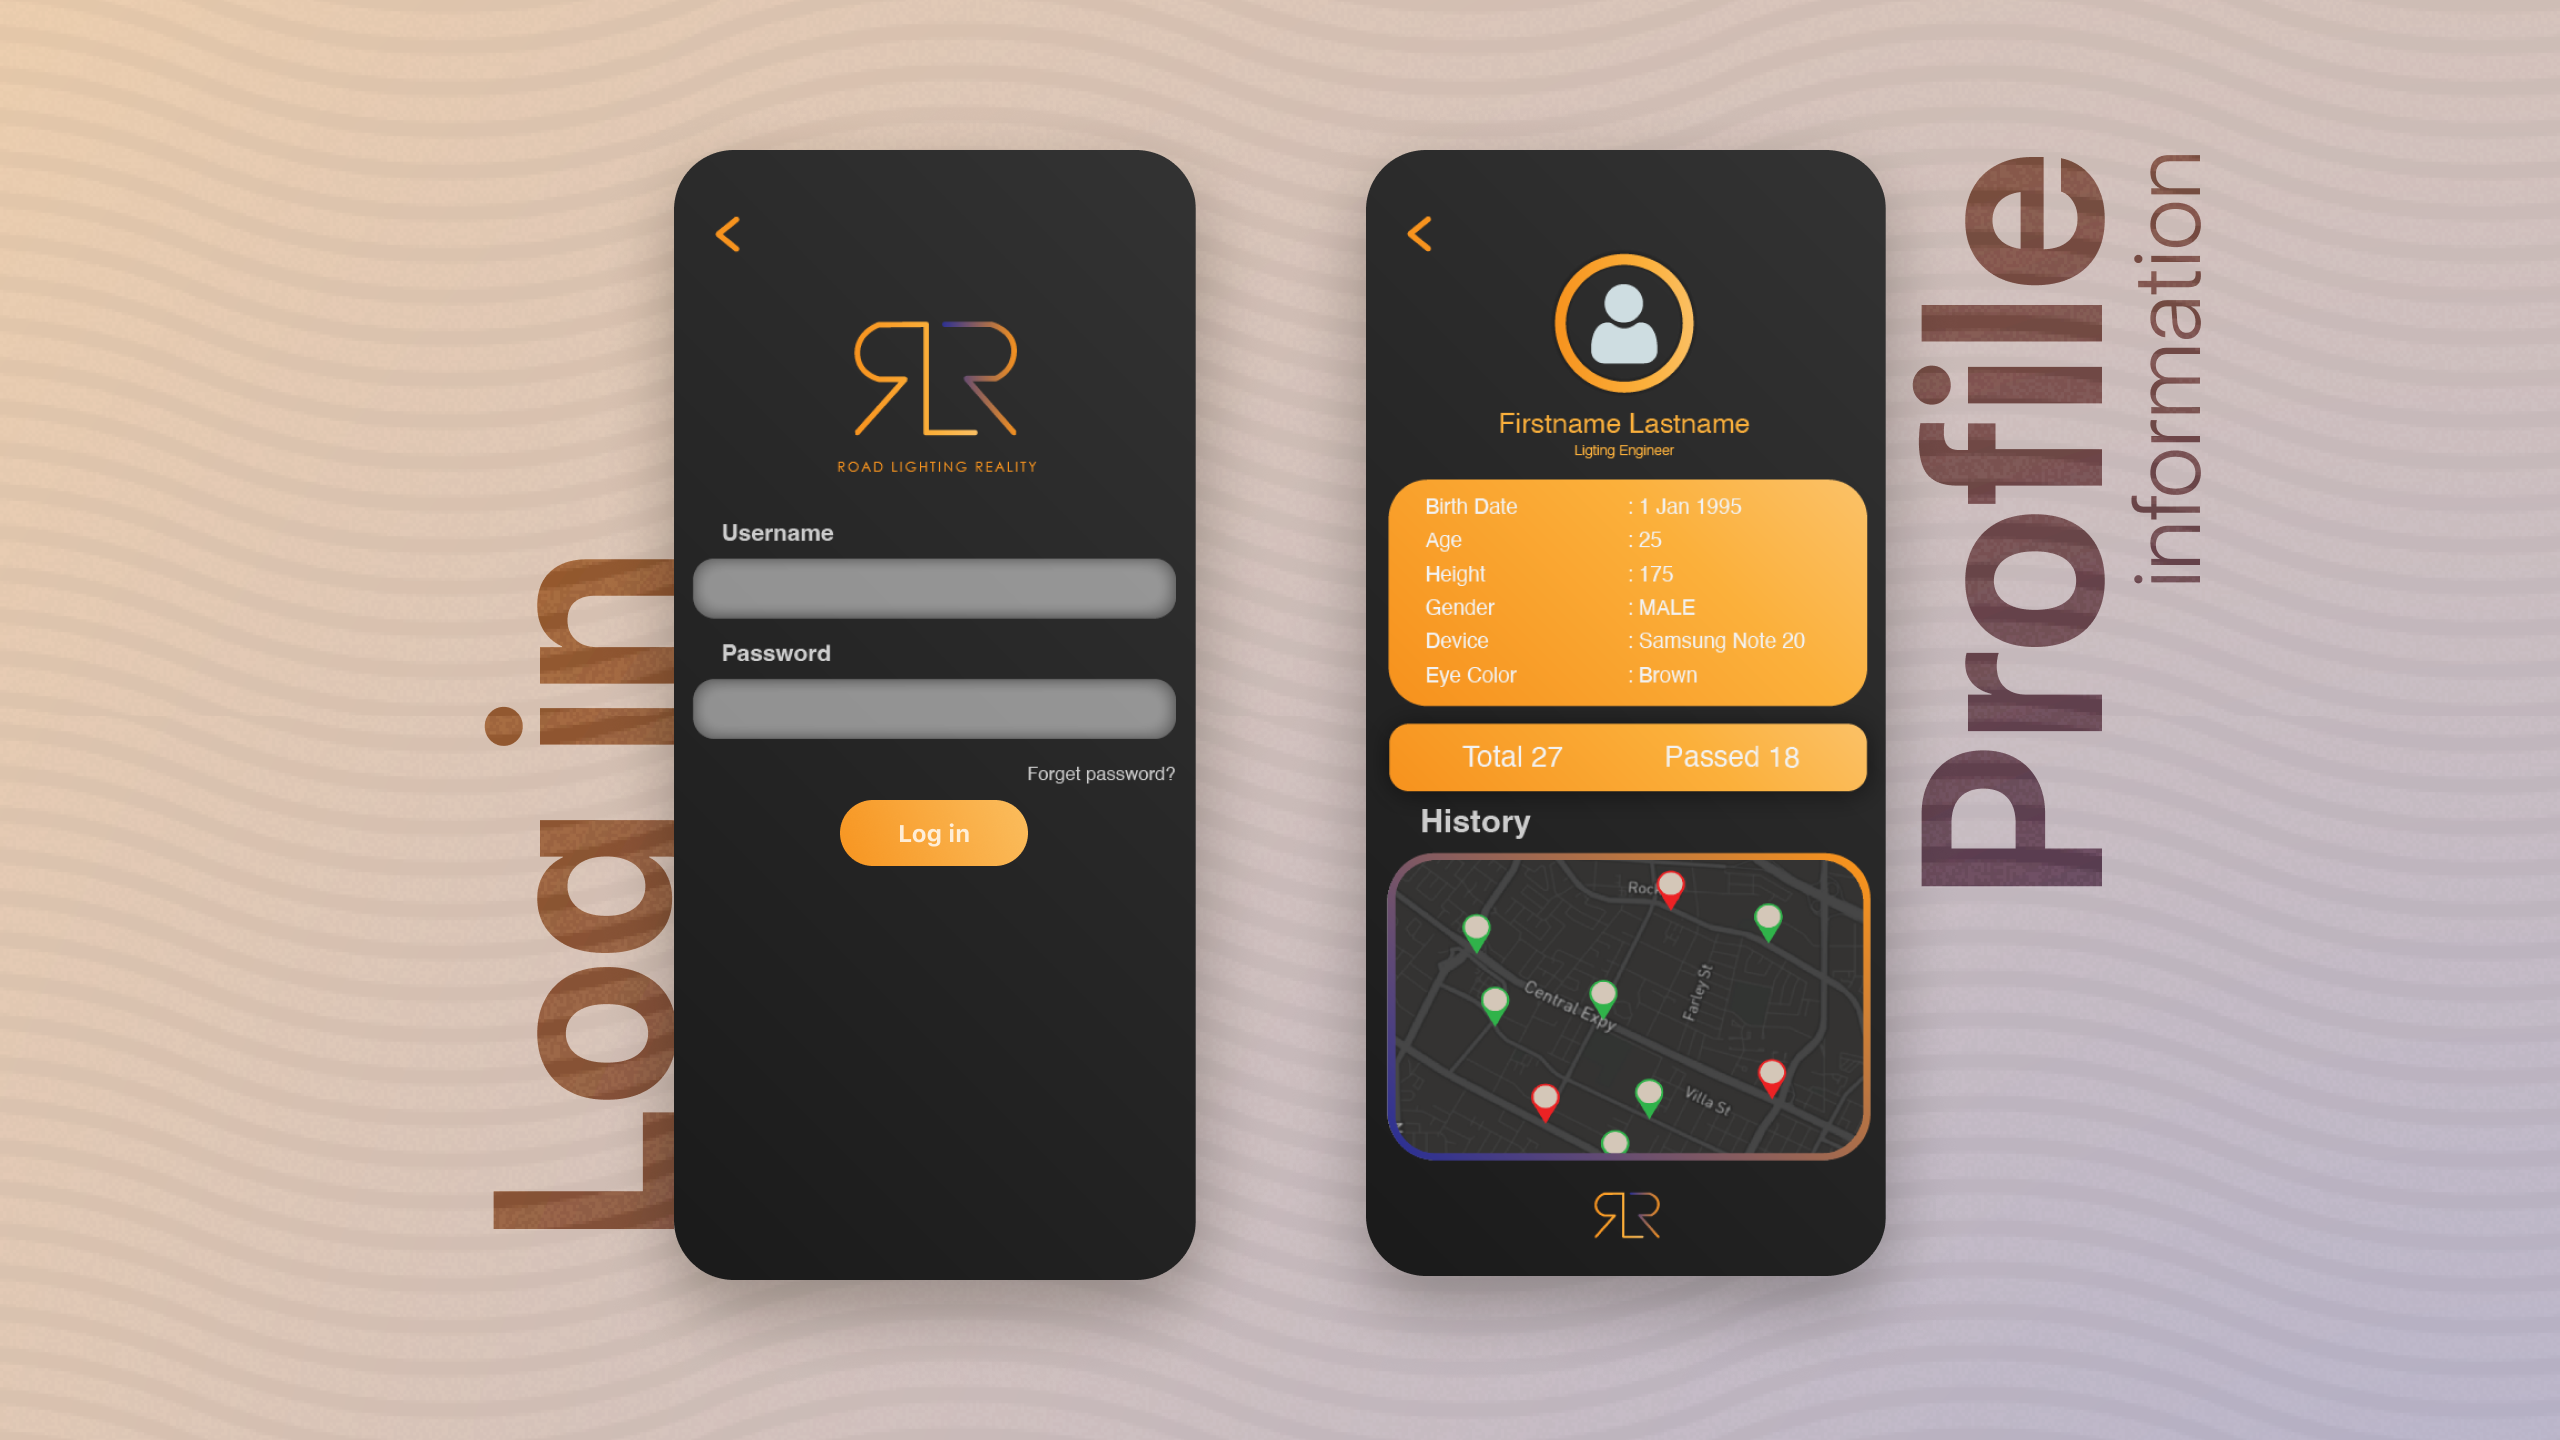 Log in
RLR
ROAD LIGHTING REALITY
Username
Password
Forget password?
Log in
Firstname Lastname
Ligting Engineer
Birth Date : 1 Jan 1995
Age : 25
Height : 175
Gender : MALE
Device : Samsung Note 20
Eye Color : Brown
Total 27 Passed 18
History
Central Expy
Farley St
Villa St
RLR
Profile
information